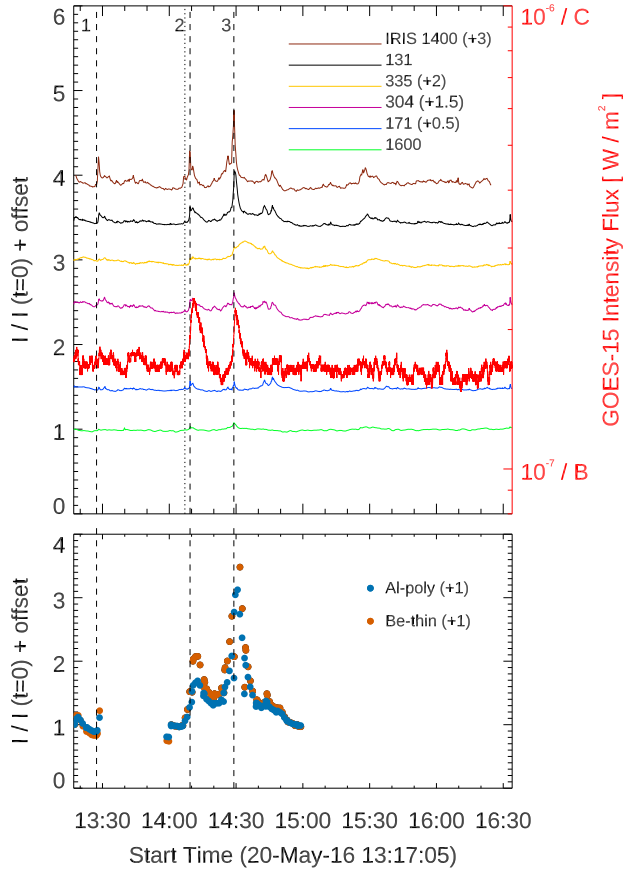 6
5
4
3
2
1
0
1
2
3
IRIS 1400 (+3)
131
335 (+2)
304 (+1.5)
171 (+0.5)
1600
I / I (t=0) + offset
10-6 / C
10-7 / B
GOES-15 Intensity Flux [ W / m2 ]
4
3
2
1
0
I / I (t=0) + offset
Al-poly (+1)
Be-thin (+1)
13:30 14:00 14:30 15:00 15:30 16:00 16:30
Start Time (20-May-16 13:17:05)